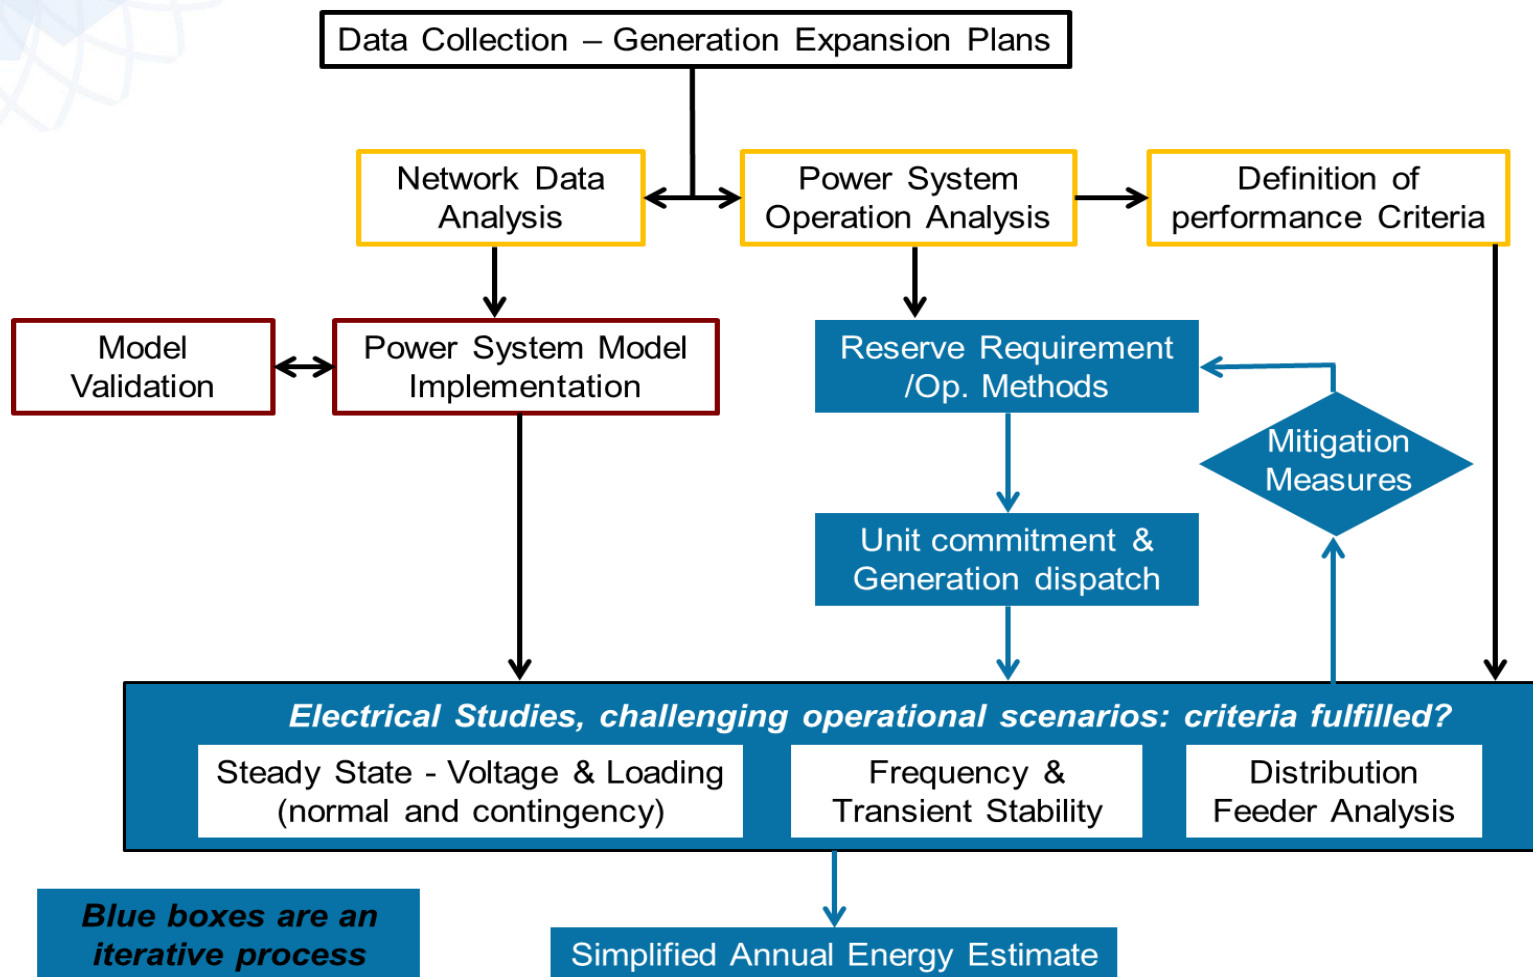 Data Collection – Generation Expansion Plans
Network Data
Analysis
Power System
Operation Analysis
Definition of
performance Criteria
Model
Validation
Power System Model
Implementation
Reserve Requirement
/Op. Methods
Mitigation
Measures
Unit commitment &
Generation dispatch
Electrical Studies, challenging operational scenarios: criteria fulfilled?
Steady State - Voltage & Loading
(normal and contingency)
Frequency &
Transient Stability
Distribution
Feeder Analysis
Blue boxes are an
iterative process
Simplified Annual Energy Estimate